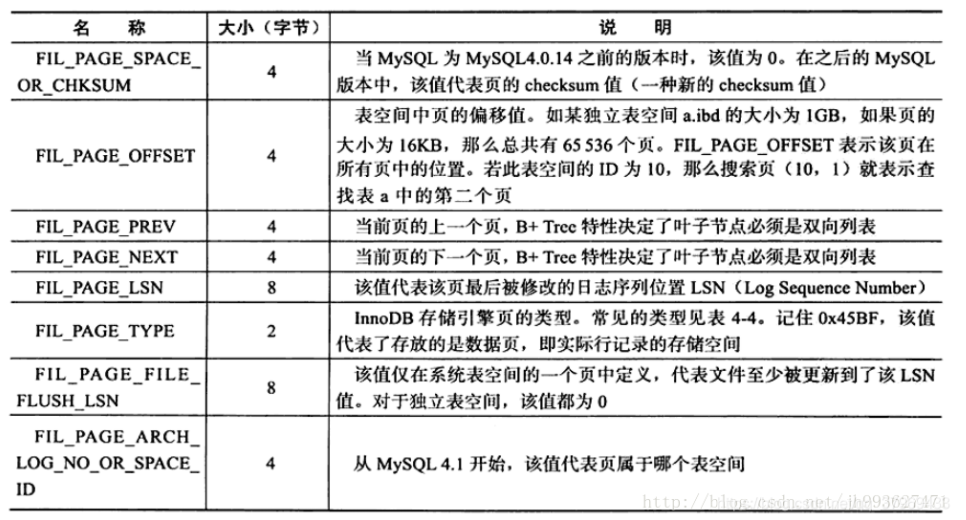 名 称 大小（字节） 说 明
FIL_PAGE_SPACE_
OR_CHKSUM
4
当 MySQL 为 MySQL4.0.14 之前的版本时，该值为 0。在之后的 MySQL
版本中，该值代表页的 checksum 值（一种新的 checksum 值）
FIL_PAGE_OFFSET
4
表空间中页的偏移值。如某独立表空间 a.ibd 的大小为 1GB，如果页的
大小为 16KB，那么总共有 65 536 个页。FIL_PAGE_OFFSET 表示该页在
所有页中的位置。若此表空间的 ID 为 10，那么搜索页（10，1）就表示查
找表 a 中的第二个页
FIL_PAGE_PREV 4 当前页的上一个页，B+ Tree 特性决定了叶子节点必须是双向列表
FIL_PAGE_NEXT 4 当前页的下一个页，B+ Tree 特性决定了叶子节点必须是双向列表
FIL_PAGE_LSN 8 该值代表该页最后被修改的日志序列位置 LSN（Log Sequence Number）
FIL_PAGE_TYPE
2
InnoDB 存储引擎页的类型。常见的类型见表 4-4。记住 0x45BF，该值
代表了存放的是数据页，即实际行记录的存储空间
FIL_PAGE_FILE_
FLUSH_LSN
8
该值仅在系统表空间的一个页中定义，代表文件至少被更新到了该 LSN
值。对于独立表空间，该值都为 0
FIL_PAGE_ARCH_
LOG_NO_OR_SPACE_
ID
4
从 MySQL 4.1 开始，该值代表页属于哪个表空间
http://blog.csdn.net/jh993627471